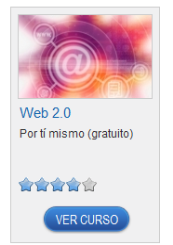 Web 2.0
Por tí mismo (gratuito)
VER CURSO